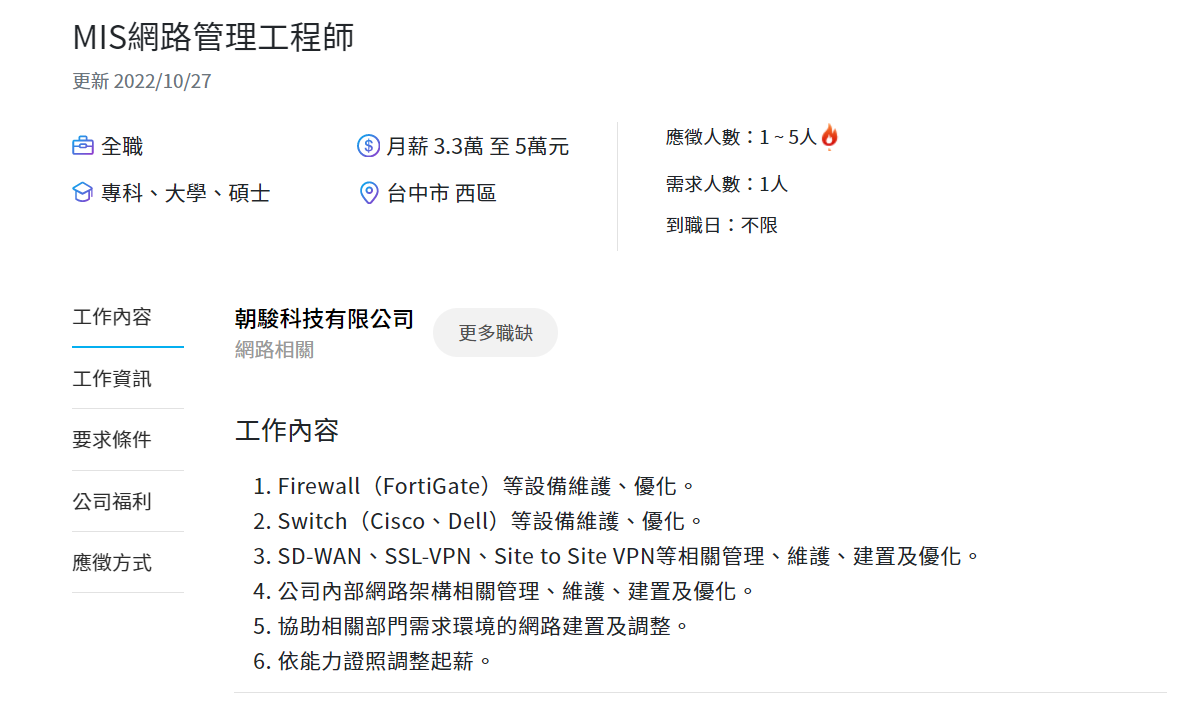 MIS網路管理工程師
更新 2022/10/27
全職
月薪 3.3萬 至 5萬元
專科、大學、碩士
台中市 西區
應徵人數：1 ~ 5人
需求人數：1人
到職日：不限
工作內容
工作資訊
要求條件
公司福利
應徵方式
朝駿科技有限公司
網路相關
更多職缺
工作內容
1. Firewall（FortiGate）等設備維護、優化。
2. Switch（Cisco、Dell）等設備維護、優化。
3. SD-WAN、SSL-VPN、Site to Site VPN等相關管理、維護、建置及優化。
4. 公司內部網路架構相關管理、維護、建置及優化。
5. 協助相關部門需求環境的網路建置及調整。
6. 依能力證照調整起薪。